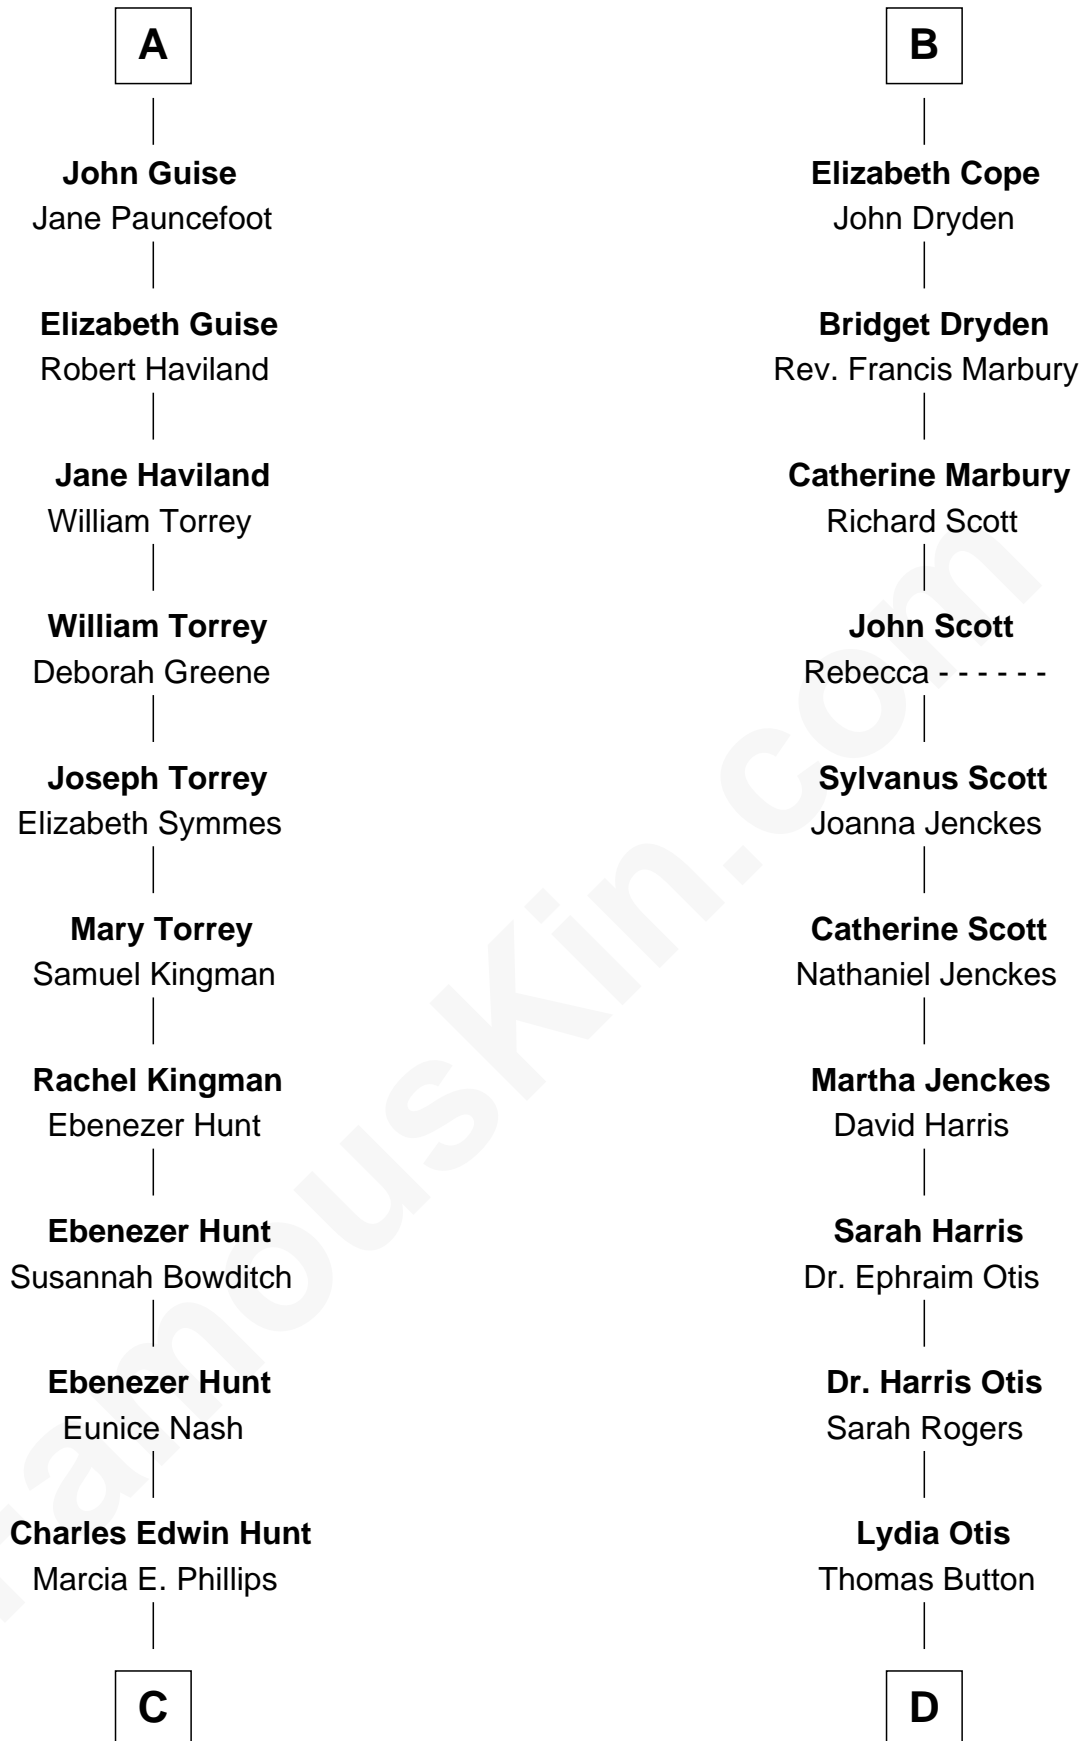 A
John Guise
Jane Pauncefoot
Elizabeth Guise
Robert Haviland
Jane Haviland
William Torrey
William Torrey
Deborah Greene
Joseph Torrey
Elizabeth Symmes
Mary Torrey
Samuel Kingman
Rachel Kingman
Ebenezer Hunt
Ebenezer Hunt
Susannah Bowditch
Ebenezer Hunt
Eunice Nash
Charles Edwin Hunt
Marcia E. Phillips
C
B
Elizabeth Cope
John Dryden
Bridget Dryden
Rev. Francis Marbury
Catherine Marbury
Richard Scott
John Scott
Rebecca - - - - - -
Sylvanus Scott
Joanna Jenckes
Catherine Scott
Nathaniel Jenckes
Martha Jenckes
David Harris
Sarah Harris
Dr. Ephraim Otis
Dr. Harris Otis
Sarah Rogers
Lydia Otis
Thomas Button
D
FamousKin.com